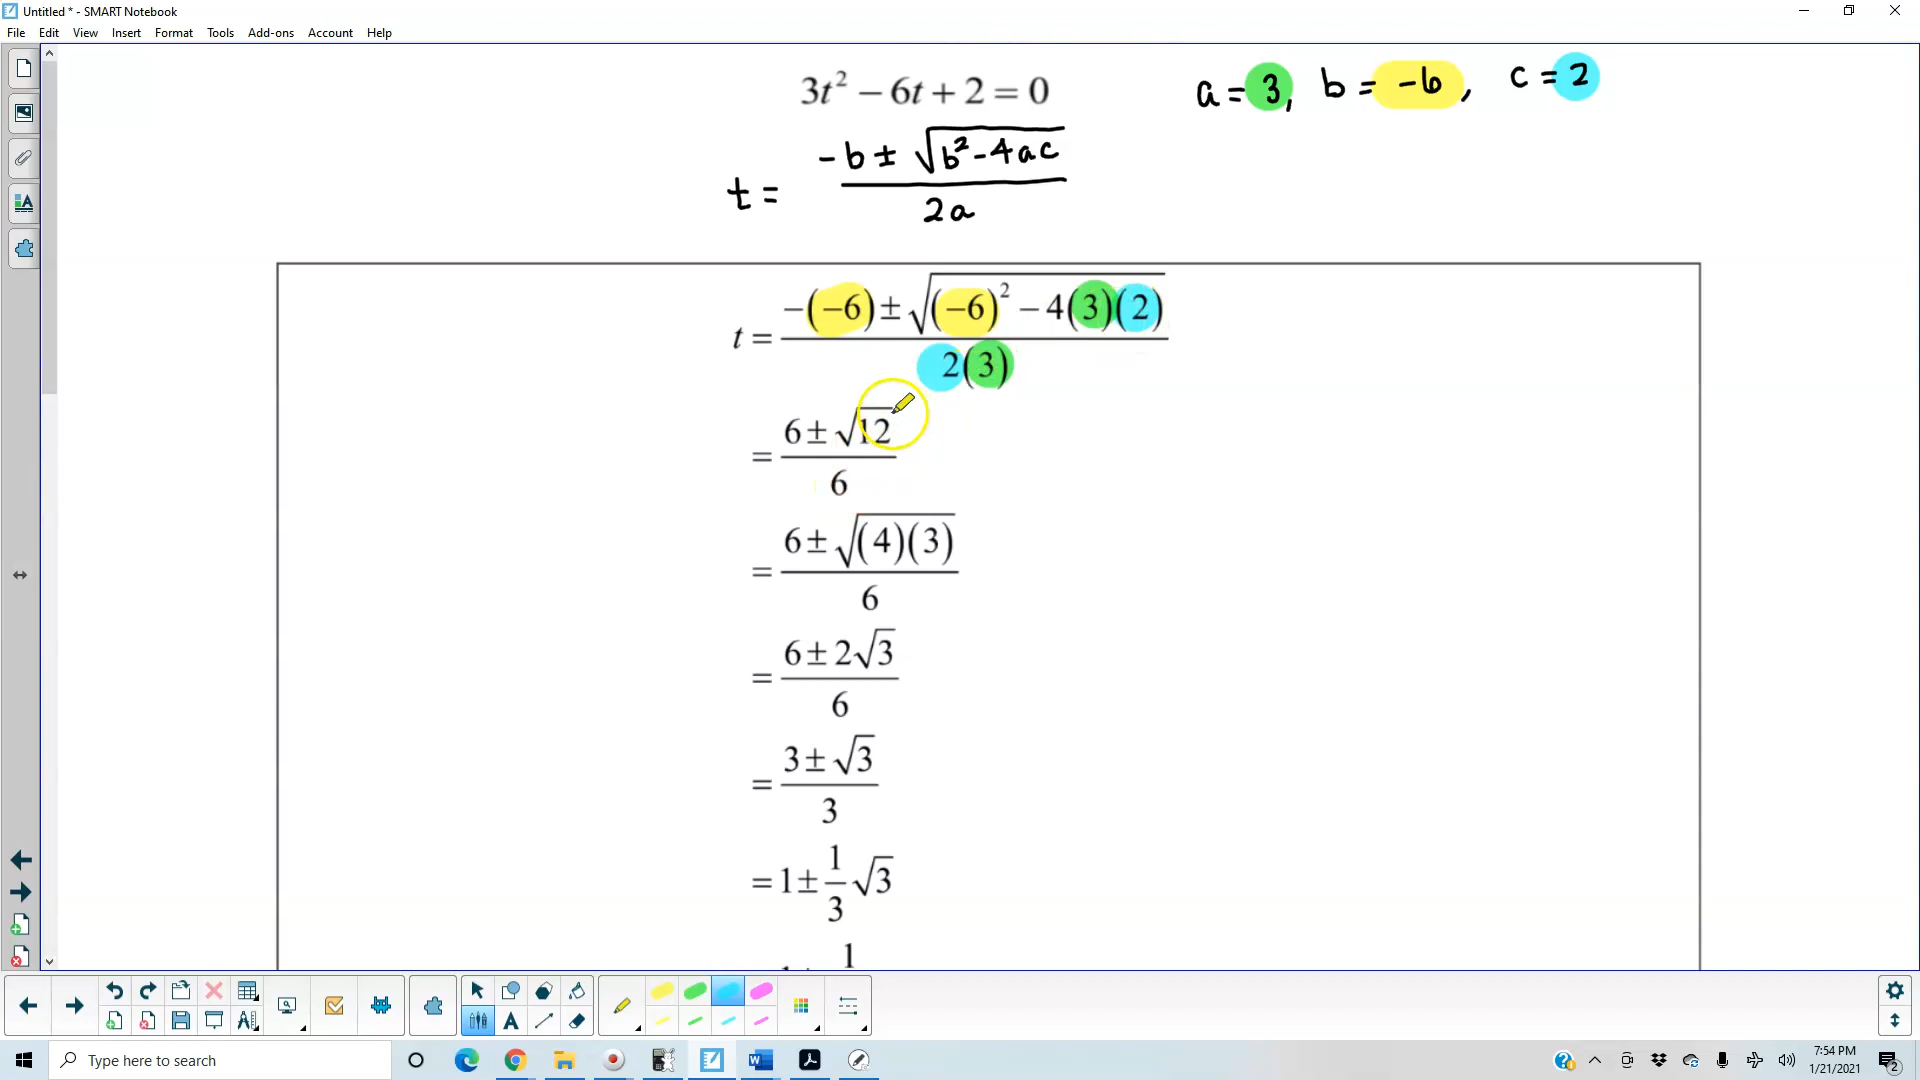 Untitled * - SMART Notebook
File Edit View Insert Format Tools Add-ons Account Help
3t² − 6t + 2 = 0
a = 3, b = -6, c = 2
t = (-b ± √(b² - 4ac)) / 2a
t = (−(−6) ± √((−6)² − 4(3)(2))) / 2(3)
= (6 ± √12) / 6
= (6 ± √((4)(3))) / 6
= (6 ± 2√3) / 6
= (3 ± √3) / 3
= 1 ± 1/3 √3
1
Type here to search
7:54 PM
1/21/2021
2